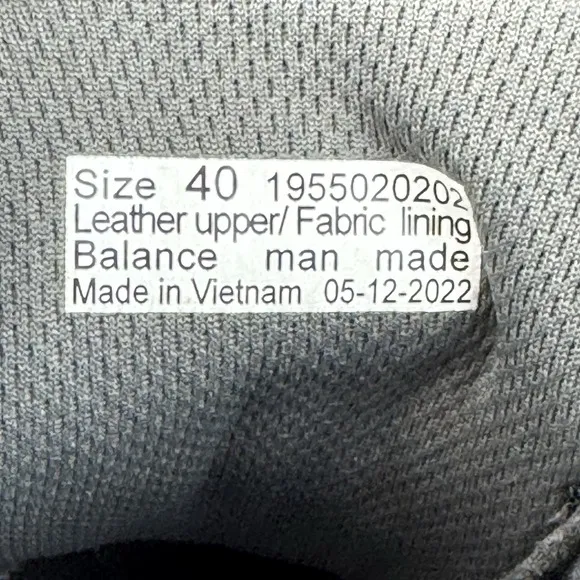 Size 40 1955020202
Leather upper/ Fabric lining
Balance man made
Made in Vietnam 05-12-2022